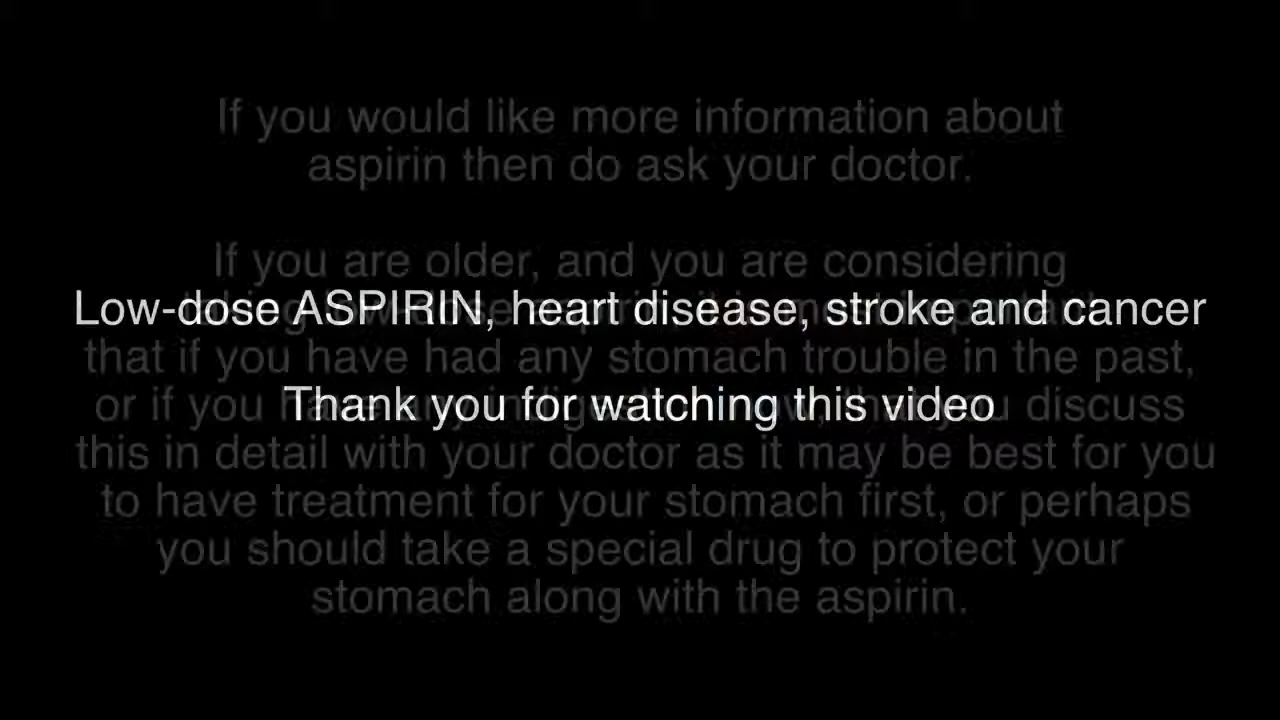 If you would like more information about
aspirin then do ask your doctor.
If you are older, and you are considering
Low-dose ASPIRIN, heart disease, stroke and cancer
that if you have had any stomach trouble in the past,
or if you have
Thank you for watching this video
discuss
this in detail with your doctor as it may be best for you
to have treatment for your stomach first, or perhaps
you should take a special drug to protect your
stomach along with the aspirin.